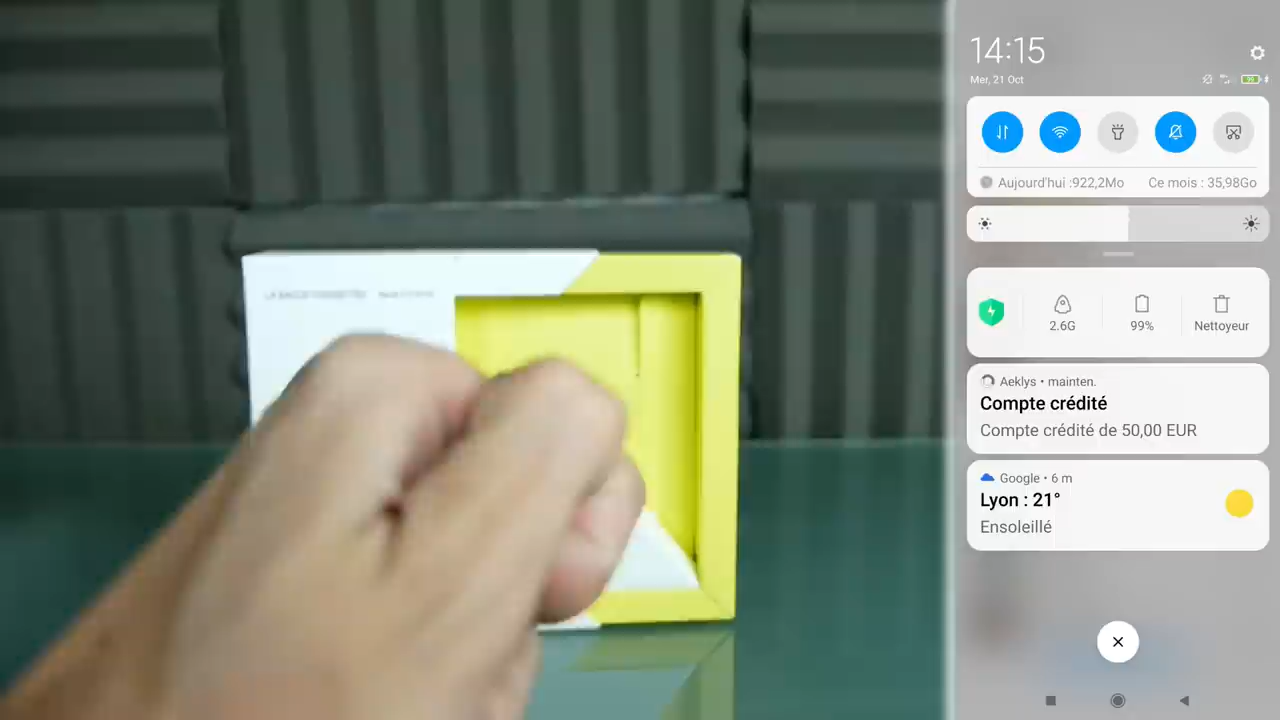 14:15
Mer, 21 Oct
99
Aujourd'hui :922,2Mo
Ce mois : 35,98Go
2.6G
99%
Nettoyeur
Aeklys • mainten.
Compte crédité
Compte crédité de 50,00 EUR
Google • 6 m
Lyon : 21°
Ensoleillé